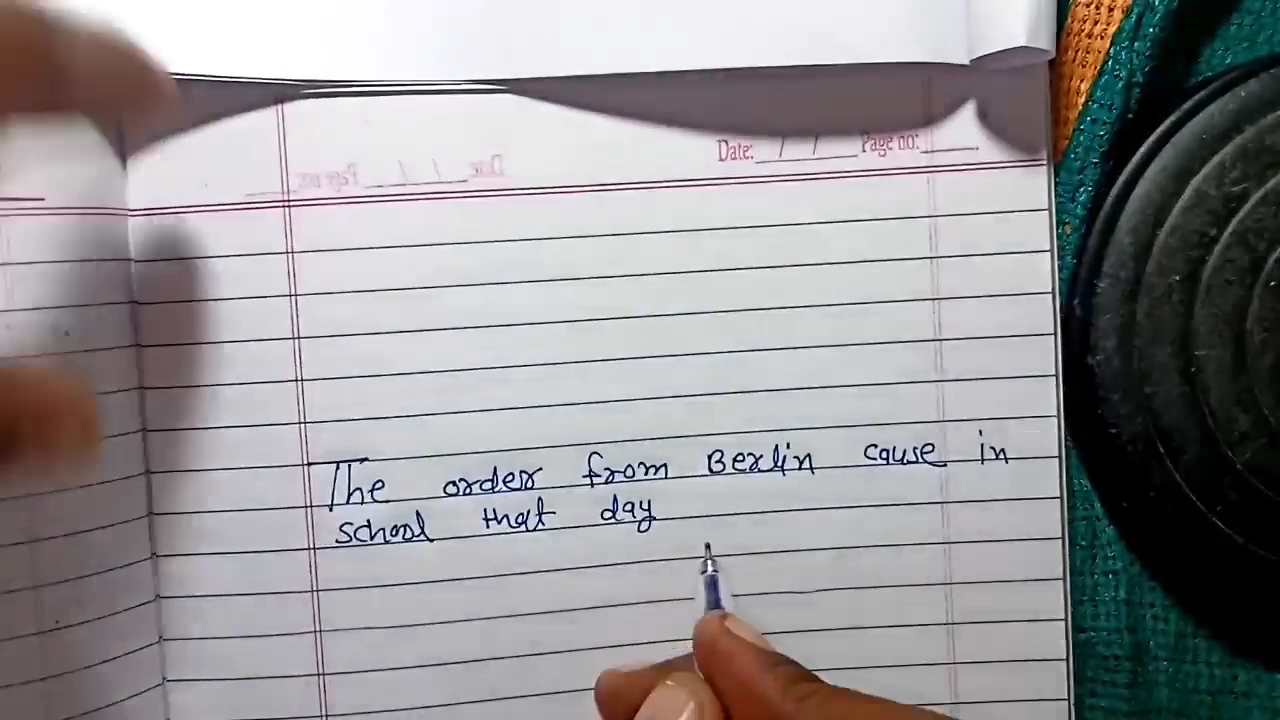 Date: / / Page no:
The order from Berlin cause in
school that day